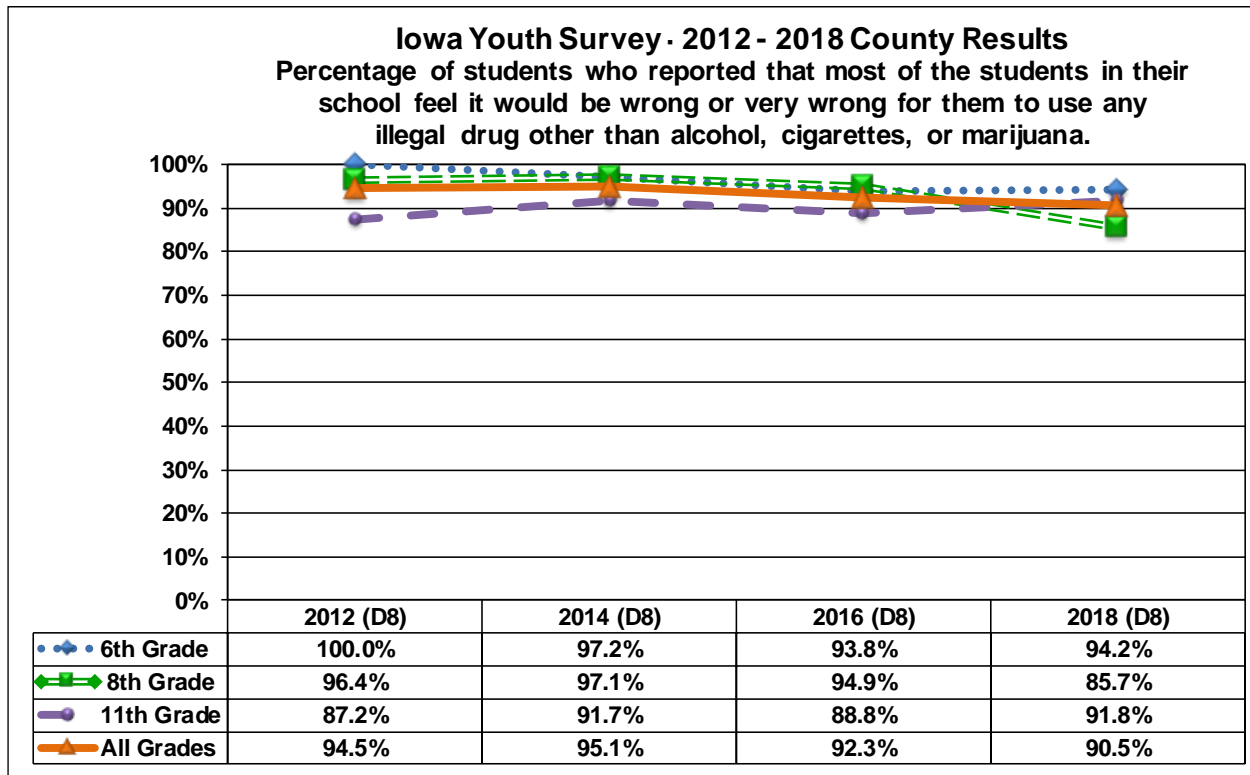 Iowa Youth Survey · 2012 - 2018 County Results
Percentage of students who reported that most of the students in their
school feel it would be wrong or very wrong for them to use any
illegal drug other than alcohol, cigarettes, or marijuana.
100%
90%
80%
70%
60%
50%
40%
30%
20%
10%
0%
2012 (D8) 2014 (D8) 2016 (D8) 2018 (D8)
6th Grade 100.0% 97.2% 93.8% 94.2%
8th Grade 96.4% 97.1% 94.9% 85.7%
11th Grade 87.2% 91.7% 88.8% 91.8%
All Grades 94.5% 95.1% 92.3% 90.5%